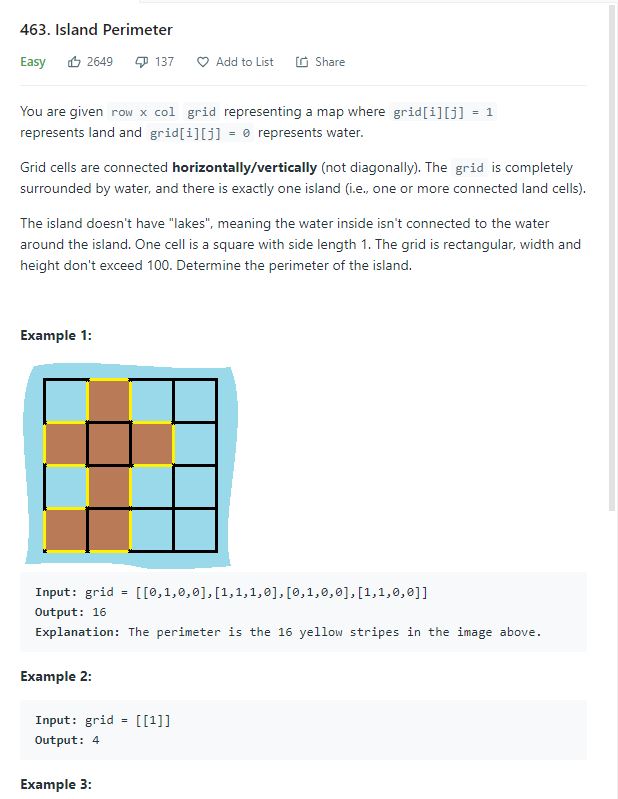 463. Island Perimeter
Easy 2649 137 Add to List Share
You are given row x col grid representing a map where grid[i][j] = 1
represents land and grid[i][j] = 0 represents water.
Grid cells are connected horizontally/vertically (not diagonally). The grid is completely
surrounded by water, and there is exactly one island (i.e., one or more connected land cells).
The island doesn't have "lakes", meaning the water inside isn't connected to the water
around the island. One cell is a square with side length 1. The grid is rectangular, width and
height don't exceed 100. Determine the perimeter of the island.
Example 1:
Input: grid = [[0,1,0,0],[1,1,1,0],[0,1,0,0],[1,1,0,0]]
Output: 16
Explanation: The perimeter is the 16 yellow stripes in the image above.
Example 2:
Input: grid = [[1]]
Output: 4
Example 3: